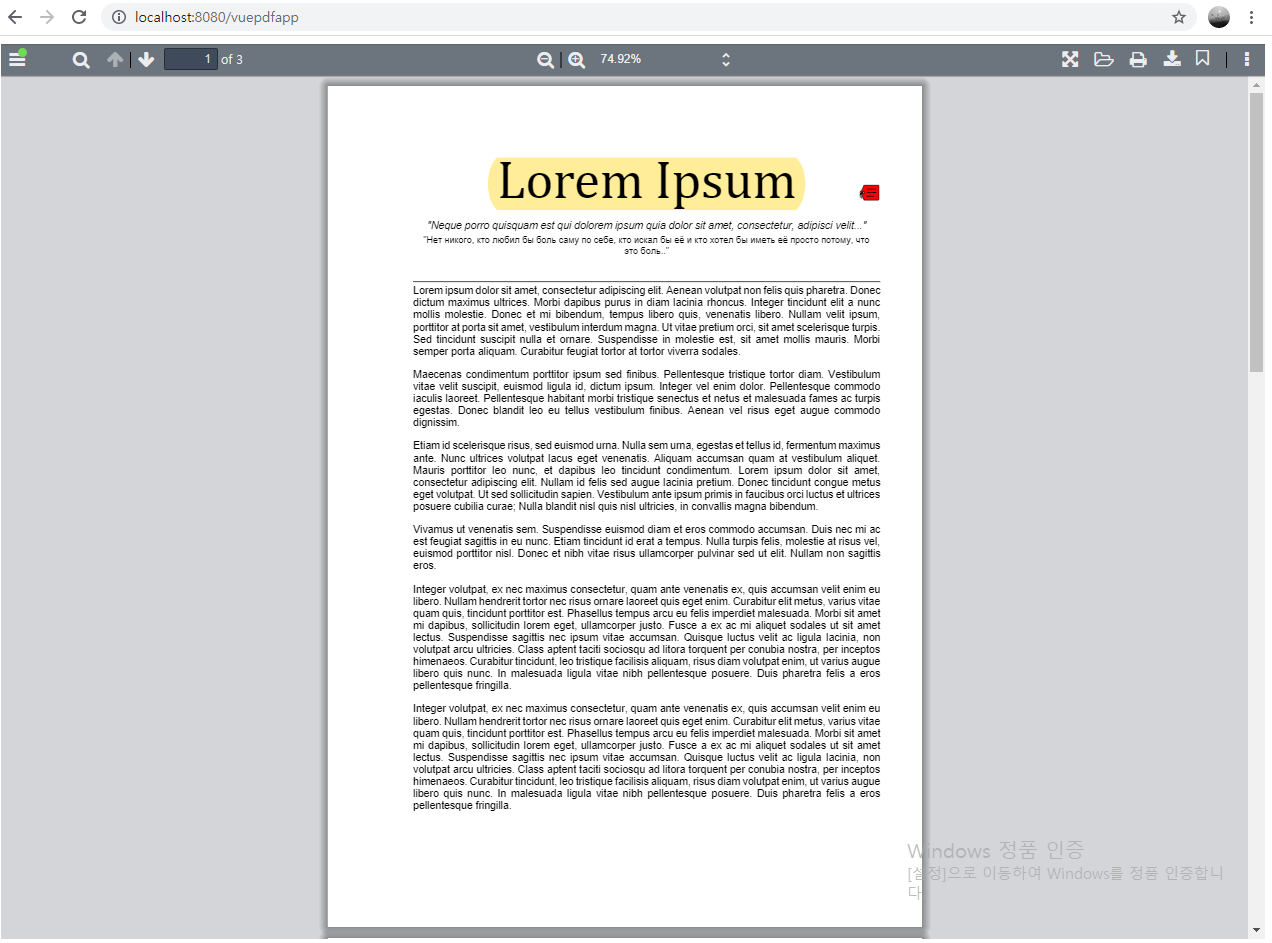 localhost:8080/vuepdfapp
1 of 3
74.92%
Lorem Ipsum
"Neque porro quisquam est qui dolorem ipsum quia dolor sit amet, consectetur, adipisci velit..."
"Нет никого, кто любил бы боль саму по себе, кто искал бы её и кто хотел бы иметь её просто потому, что
это боль.."
Lorem ipsum dolor sit amet, consectetur adipiscing elit. Aenean volutpat non felis quis pharetra. Donec
dictum maximus ultrices. Morbi dapibus purus in diam lacinia rhoncus. Integer tincidunt elit a nunc
mollis molestie. Donec et mi bibendum, tempus libero quis, venenatis libero. Nullam velit ipsum,
porttitor at porta sit amet, vestibulum interdum magna. Ut vitae pretium orci, sit amet scelerisque turpis.
Sed tincidunt suscipit nulla et ornare. Suspendisse in molestie est, sit amet mollis mauris. Morbi
semper porta aliquam. Curabitur feugiat tortor at tortor viverra sodales.
Maecenas condimentum porttitor ipsum sed finibus. Pellentesque tristique tortor diam. Vestibulum
vitae velit suscipit, euismod ligula id, dictum ipsum. Integer vel enim dolor. Pellentesque commodo
iaculis laoreet. Pellentesque habitant morbi tristique senectus et netus et malesuada fames ac turpis
egestas. Donec blandit leo eu tellus vestibulum finibus. Aenean vel risus eget augue commodo
dignissim.
Etiam id scelerisque risus, sed euismod urna. Nulla sem urna, egestas et tellus id, fermentum maximus
ante. Nunc ultrices volutpat lacus eget venenatis. Aliquam accumsan quam at vestibulum aliquet.
Mauris porttitor leo nunc, et dapibus leo tincidunt condimentum. Lorem ipsum dolor sit amet,
consectetur adipiscing elit. Nullam id felis sed augue lacinia pretium. Donec tincidunt congue metus
eget volutpat. Ut sed sollicitudin sapien. Vestibulum ante ipsum primis in faucibus orci luctus et ultrices
posuere cubilia curae; Nulla blandit nisl quis nisl ultricies, in convallis magna bibendum.
Vivamus ut venenatis sem. Suspendisse euismod diam et eros commodo accumsan. Duis nec mi ac
est feugiat sagittis in eu nunc. Etiam tincidunt id erat a tempus. Nulla turpis felis, molestie at risus vel,
euismod porttitor nisl. Donec et nibh vitae risus ullamcorper pulvinar sed ut elit. Nullam non sagittis
eros.
Integer volutpat, ex nec maximus consectetur, quam ante venenatis ex, quis accumsan velit enim eu
libero. Nullam hendrerit tortor nec risus ornare laoreet quis eget enim. Curabitur elit metus, varius vitae
quam quis, tincidunt porttitor est. Phasellus tempus arcu eu felis imperdiet malesuada. Morbi sit amet
mi dapibus, sollicitudin lorem eget, ullamcorper justo. Fusce a ex ac mi aliquet sodales ut sit amet
lectus. Suspendisse sagittis nec ipsum vitae accumsan. Quisque luctus velit ac ligula lacinia, non
volutpat arcu ultricies. Class aptent taciti sociosqu ad litora torquent per conubia nostra, per inceptos
himenaeos. Curabitur tincidunt, leo tristique facilisis aliquam, risus diam volutpat enim, ut varius augue
libero quis nunc. In malesuada ligula vitae nibh pellentesque posuere. Duis pharetra felis a eros
pellentesque fringilla.
Integer volutpat, ex nec maximus consectetur, quam ante venenatis ex, quis accumsan velit enim eu
libero. Nullam hendrerit tortor nec risus ornare laoreet quis eget enim. Curabitur elit metus, varius vitae
quam quis, tincidunt porttitor est. Phasellus tempus arcu eu felis imperdiet malesuada. Morbi sit amet
mi dapibus, sollicitudin lorem eget, ullamcorper justo. Fusce a ex ac mi aliquet sodales ut sit amet
lectus. Suspendisse sagittis nec ipsum vitae accumsan. Quisque luctus velit ac ligula lacinia, non
volutpat arcu ultricies. Class aptent taciti sociosqu ad litora torquent per conubia nostra, per inceptos
himenaeos. Curabitur tincidunt, leo tristique facilisis aliquam, risus diam volutpat enim, ut varius augue
libero quis nunc. In malesuada ligula vitae nibh pellentesque posuere. Duis pharetra felis a eros
pellentesque fringilla.
Windows 정품 인증
[설정]으로 이동하여 Windows를 정품 인증합니
다